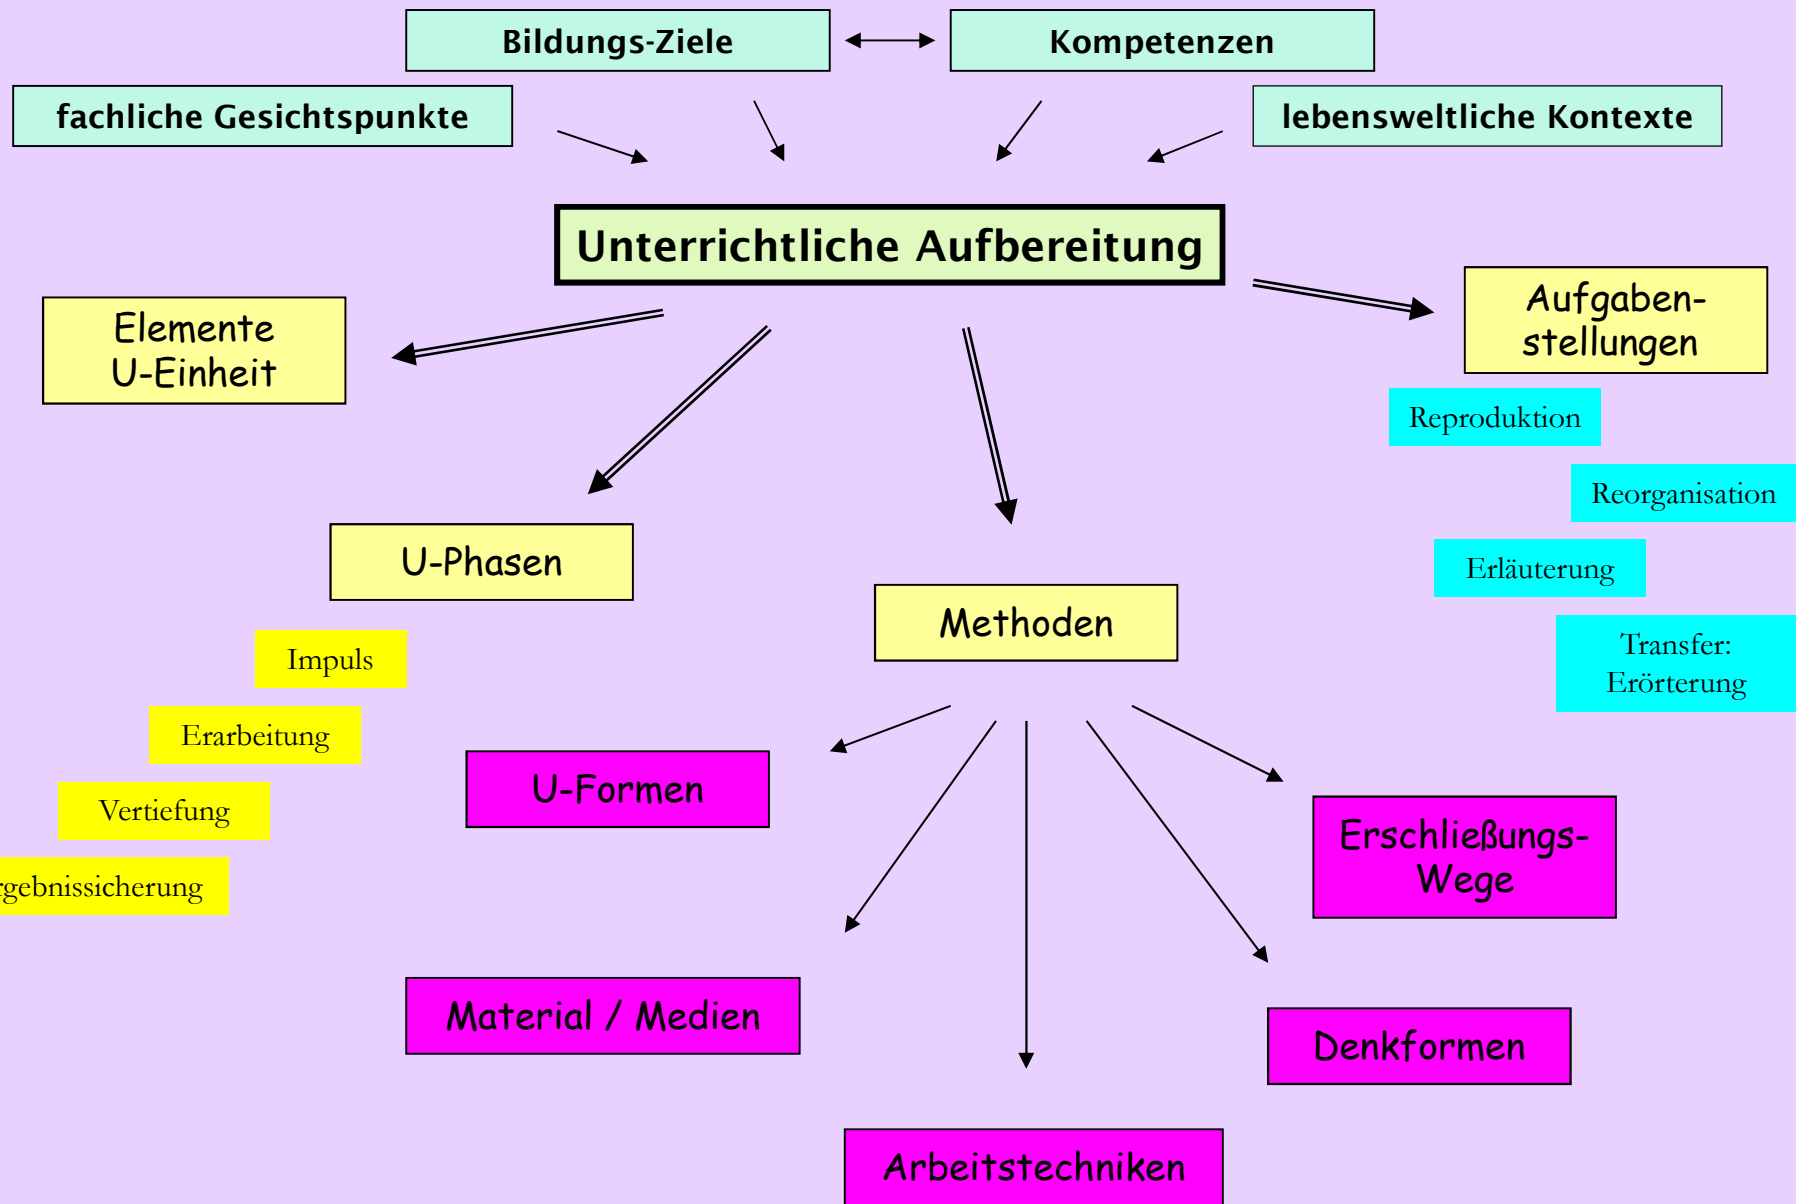 Bildungs-Ziele
Kompetenzen
fachliche Gesichtspunkte
lebensweltliche Kontexte
Unterrichtliche Aufbereitung
Elemente
U-Einheit
Aufgaben-
stellungen
Reproduktion
Reorganisation
Erläuterung
Transfer:
Erörterung
U-Phasen
Impuls
Erarbeitung
Vertiefung
rgebnissicherung
Methoden
U-Formen
Erschließungs-
Wege
Material / Medien
Denkformen
Arbeitstechniken